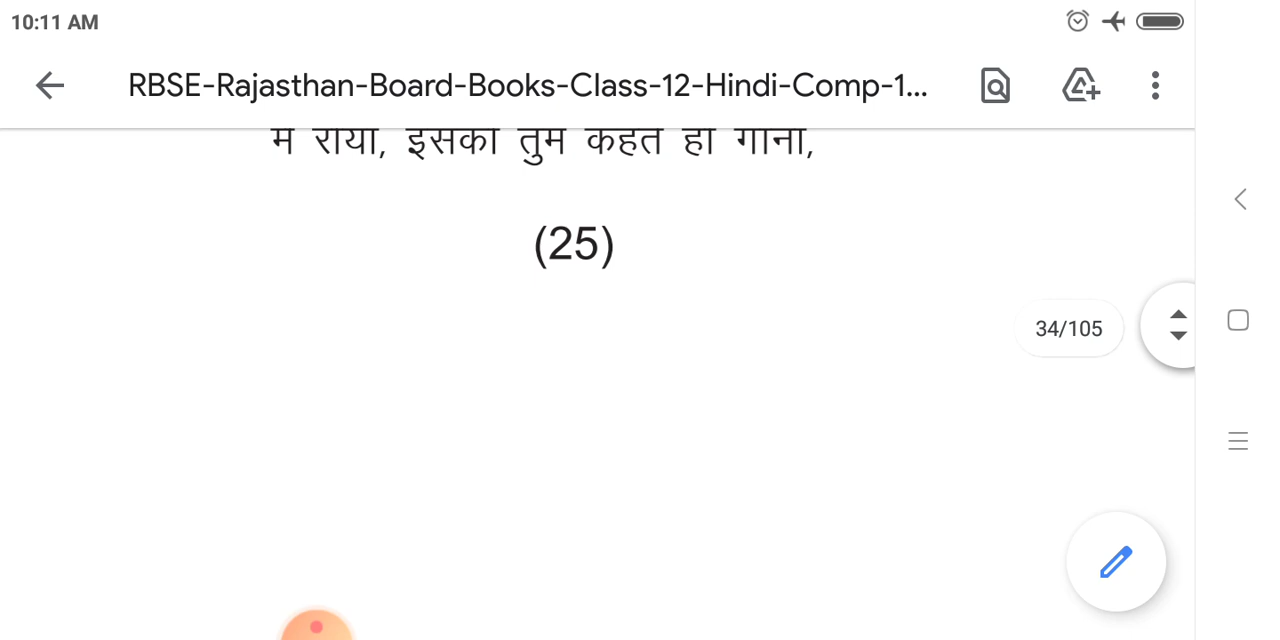 10:11 AM
RBSE-Rajasthan-Board-Books-Class-12-Hindi-Comp-1...
मैं रोया, इसको तुम कहते हो गाना,
(25)
34/105